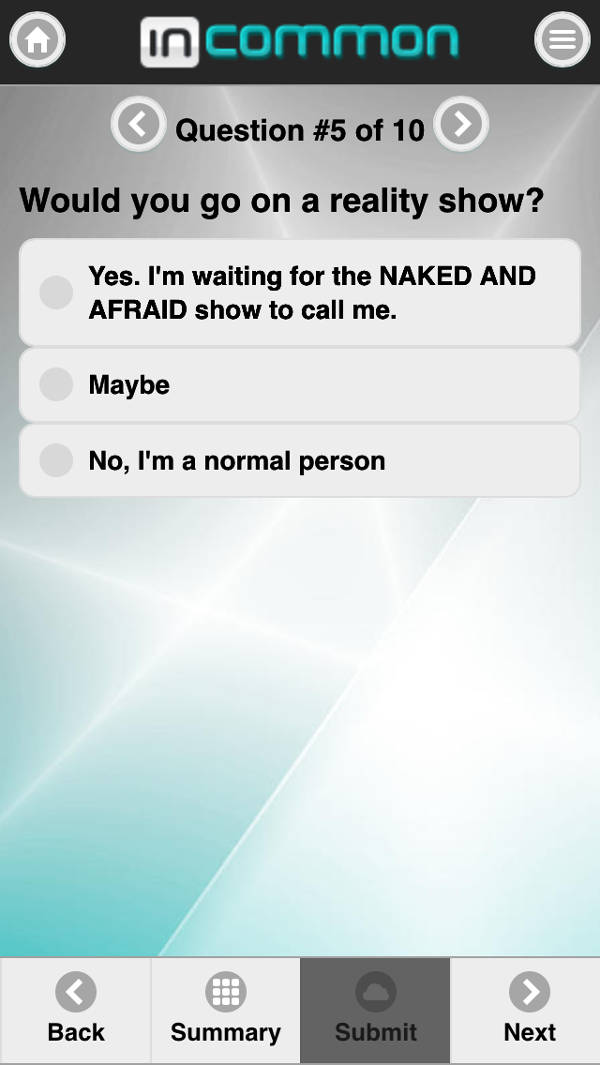 in common
Question #5 of 10
Would you go on a reality show?
Yes. I'm waiting for the NAKED AND
AFRAID show to call me.
Maybe
No, I'm a normal person
Back
Summary
Submit
Next